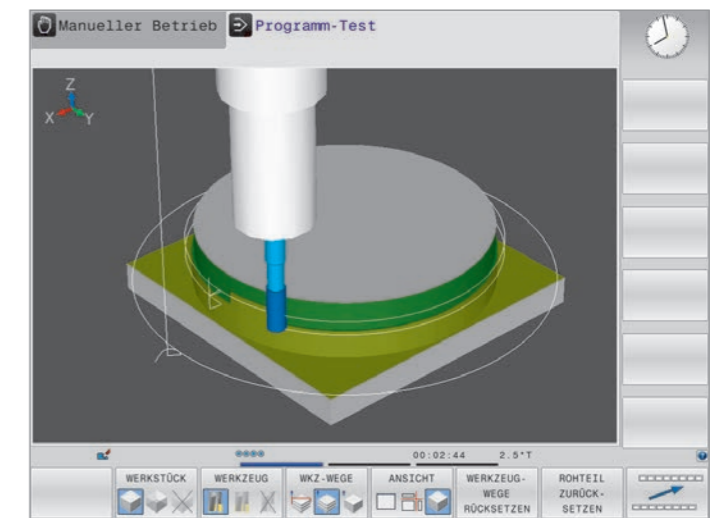 Manueller Betrieb
Programm-Test
Z
X
Y
00:02:44 2.5*T
WERKSTÜCK
WERKZEUG
WKZ-WEGE
ANSICHT
WERKZEUG-
WEGE
RÜCKSETZEN
ROHTEIL
ZURÜCK-
SETZEN